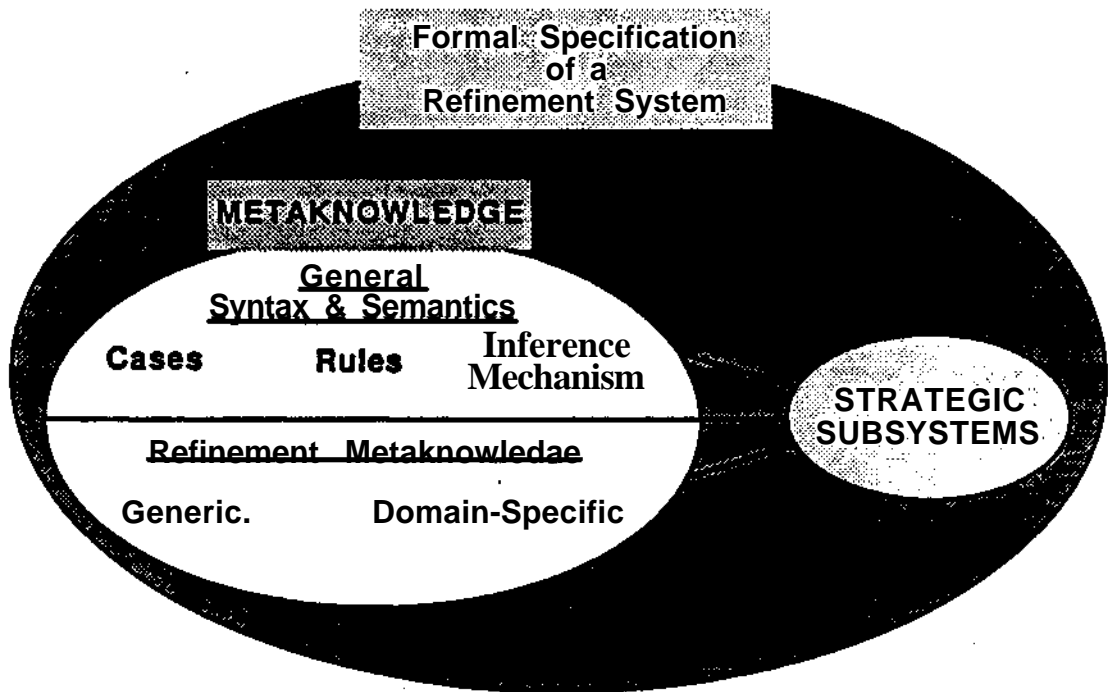 Formal Specification
of a
Refinement System
METAKNOWLEDGE
General
Syntax & Semantics
Cases Rules Inference
Mechanism
STRATEGIC
SUBSYSTEMS
Refinement Metaknowledae
Generic. Domain-Specific